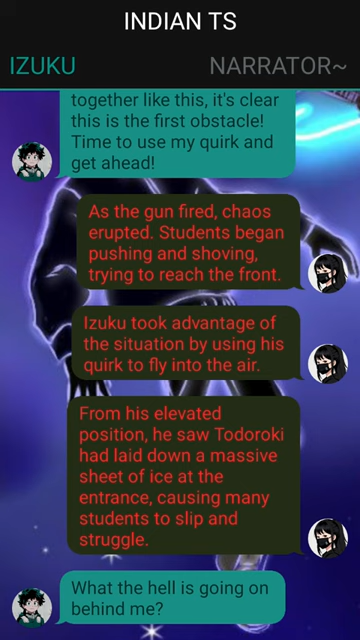 INDIAN TS
IZUKU
NARRATOR~
together like this, it's clear
this is the first obstacle!
Time to use my quirk and
get ahead!
As the gun fired, chaos
erupted. Students began
pushing and shoving,
trying to reach the front.
Izuku took advantage of
the situation by using his
quirk to fly into the air.
From his elevated
position, he saw Todoroki
had laid down a massive
sheet of ice at the
entrance, causing many
students to slip and
struggle.
What the hell is going on
behind me?